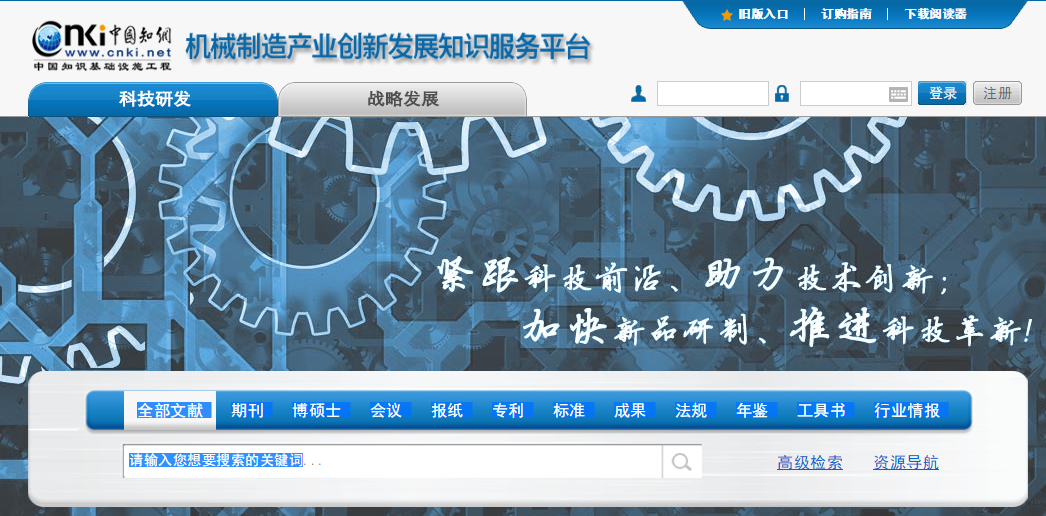 旧版入口 | 订购指南 | 下载阅读器
cnki 中国知网
www.cnki.net
中国知识基础设施工程
机械制造产业创新发展知识服务平台
科技研发 战略发展
登录 注册
紧跟科技前沿、助力技术创新；
加快新品研制、推进科技革新！
全部文献 期刊 博硕士 会议 报纸 专利 标准 成果 法规 年鉴 工具书 行业情报
请输入您想要搜索的关键词...
高级检索 资源导航